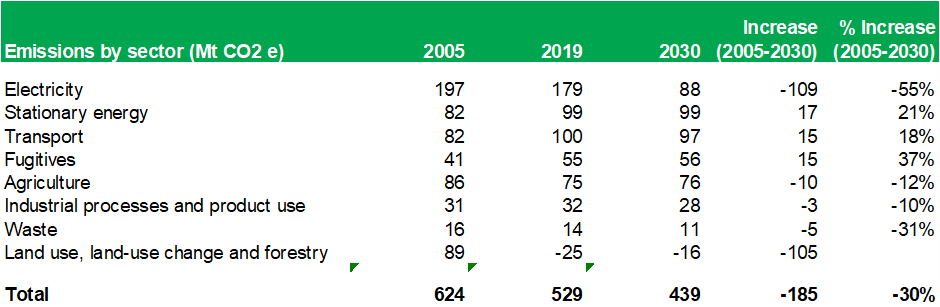 Increase % Increase
Emissions by sector (Mt CO2 e) 2005 2019 2030 (2005-2030) (2005-2030)
Electricity 197 179 88 -109 -55%
Stationary energy 82 99 99 17 21%
Transport 82 100 97 15 18%
Fugitives 41 55 56 15 37%
Agriculture 86 75 76 -10 -12%
Industrial processes and product use 31 32 28 -3 -10%
Waste 16 14 11 -5 -31%
Land use, land-use change and forestry 89 -25 -16 -105
Total 624 529 439 -185 -30%